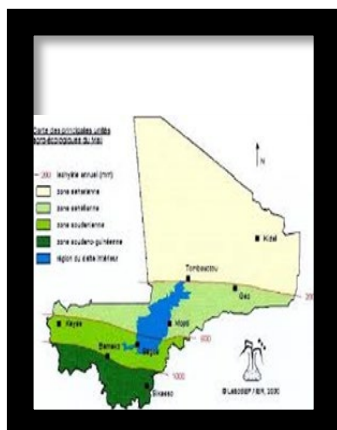 Carte des principales unités
agro-écologiques du Mali
200 isohyète annuel (mm)
zone saharienne
zone sahélienne
zone soudanienne
zone soudano-guinéenne
région du delta intérieur
N
Kidal
Tombouctou
Gao
200
Kayes
Mopti
600
Bamako
Ségou
1000
Sikasso